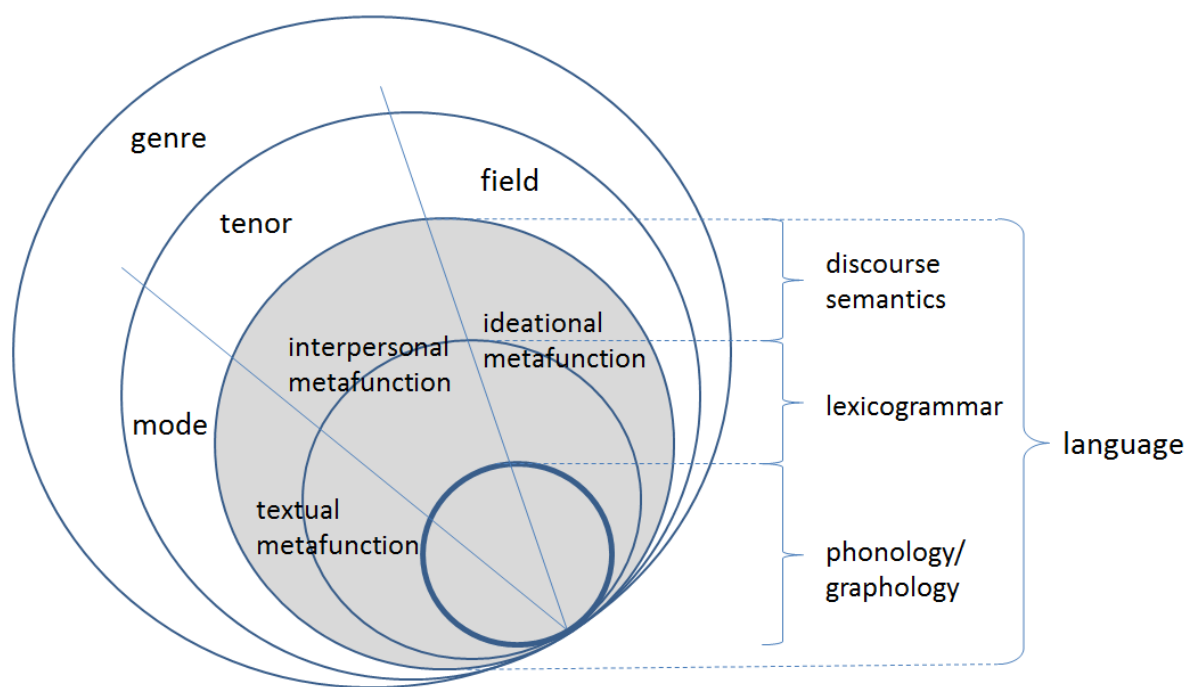 genre
field
tenor
discourse
semantics
ideational
metafunction
interpersonal
metafunction
lexicogrammar
mode
language
textual
metafunction
phonology/
graphology